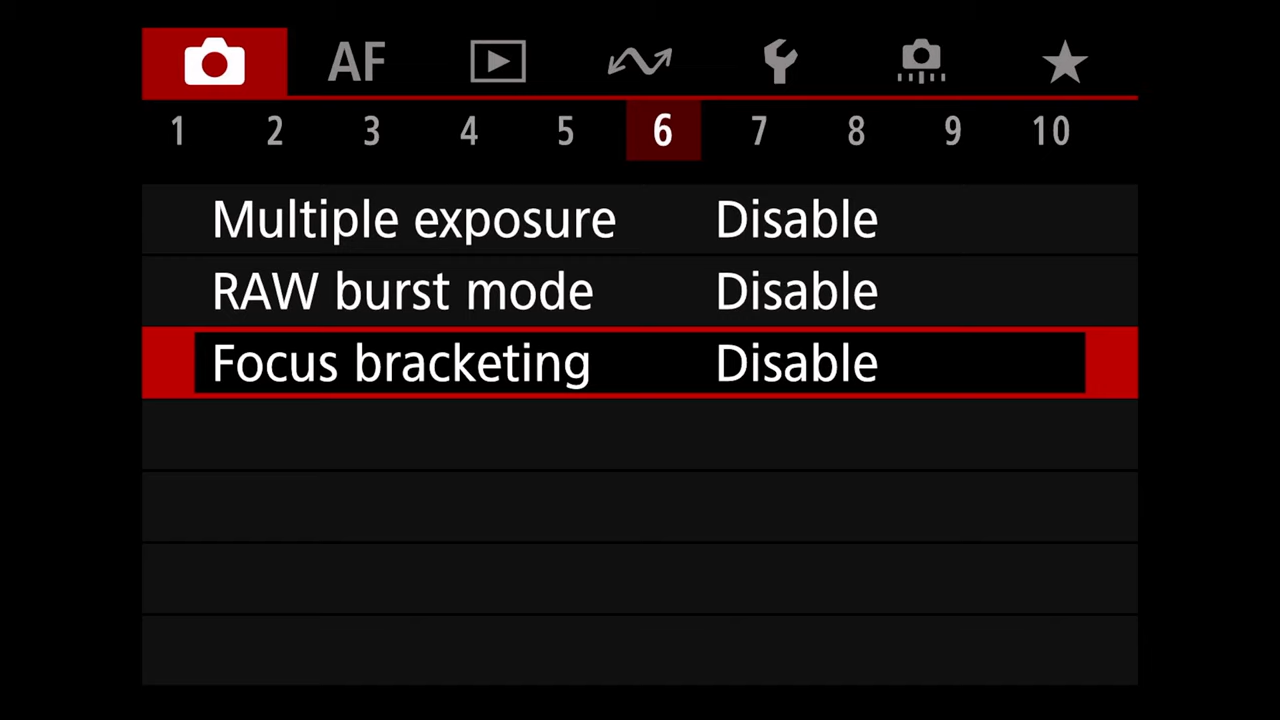 AF
1 2 3 4 5 6 7 8 9 10
Multiple exposure Disable
RAW burst mode Disable
Focus bracketing Disable